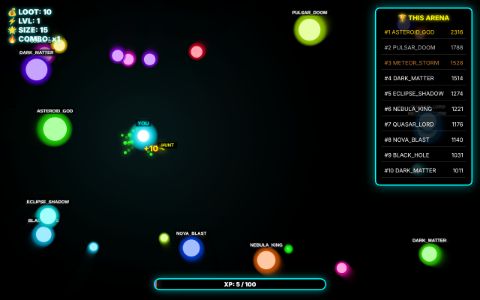 LOOT: 10
LVL: 1
SIZE: 15
COMBO: x1
DARK_MATTER
PULSAR_DOOM
ASTEROID_GOD
YOU
+10
ECLIPSE_SHADOW
NOVA_BLAST
NEBULA_KING
DARK_MATTER
THIS ARENA
#1 ASTEROID_GOD 2316
#2 PULSAR_DOOM 1788
#3 METEOR_STORM 1528
#4 DARK_MATTER 1514
#5 ECLIPSE_SHADOW 1274
#6 NEBULA_KING 1221
#7 QUASAR_LORD 1176
#8 NOVA_BLAST 1140
#9 BLACK_HOLE 1031
#10 DARK_MATTER 1011
XP: 5 / 100